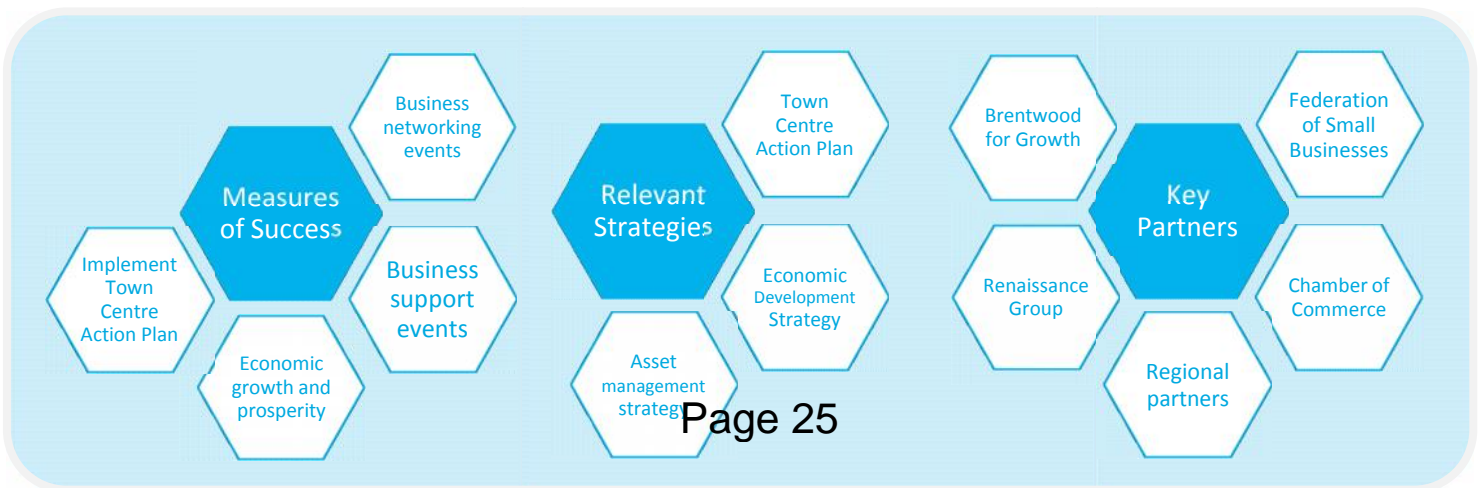 Measures
of Success
Business
networking
events
Business
support
events
Economic
growth and
prosperity
Implement
Town
Centre
Action Plan
Relevant
Strategies
Town
Centre
Action Plan
Economic
Development
Strategy
Asset
management
strategy
Key
Partners
Brentwood
for Growth
Federation
of Small
Businesses
Renaissance
Group
Chamber of
Commerce
Regional
partners
Page 25